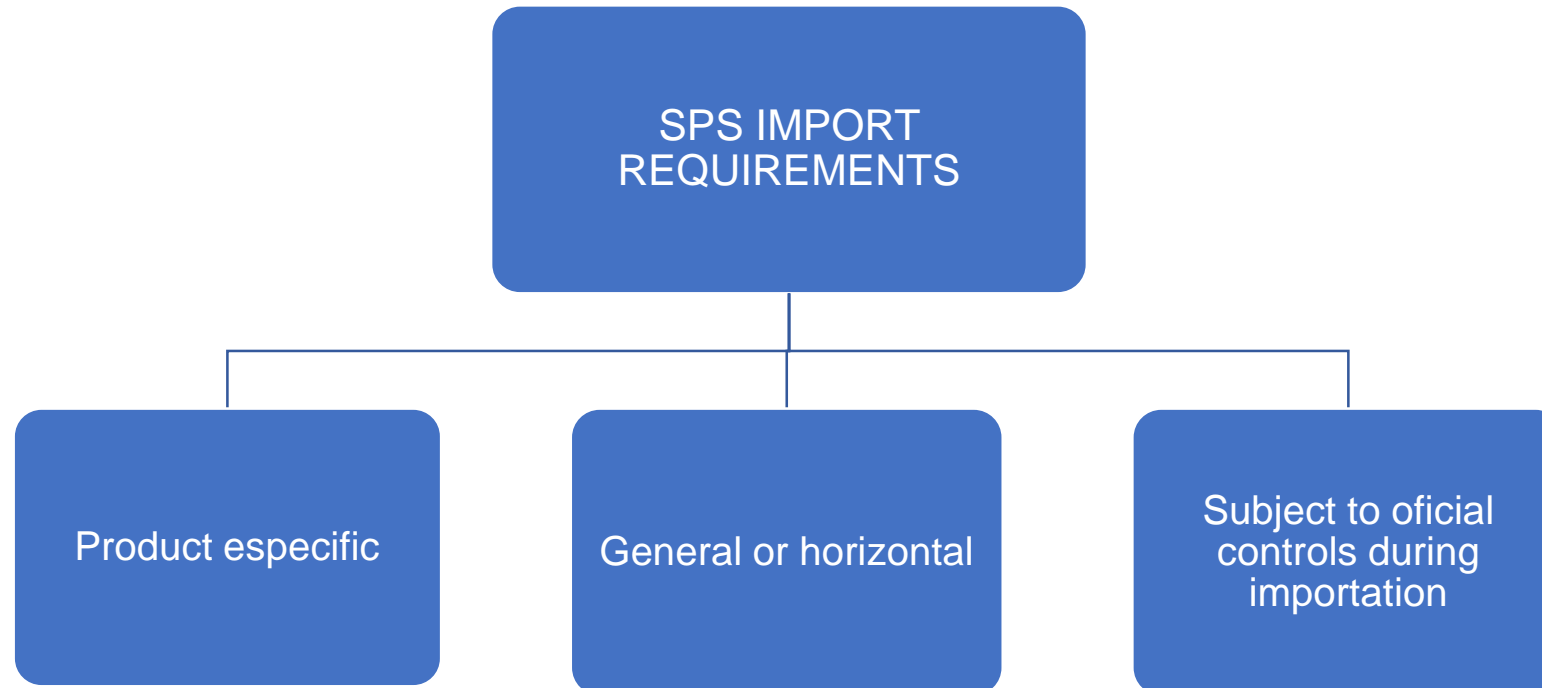 SPS IMPORT
REQUIREMENTS
Product especific
General or horizontal
Subject to oficial
controls during
importation